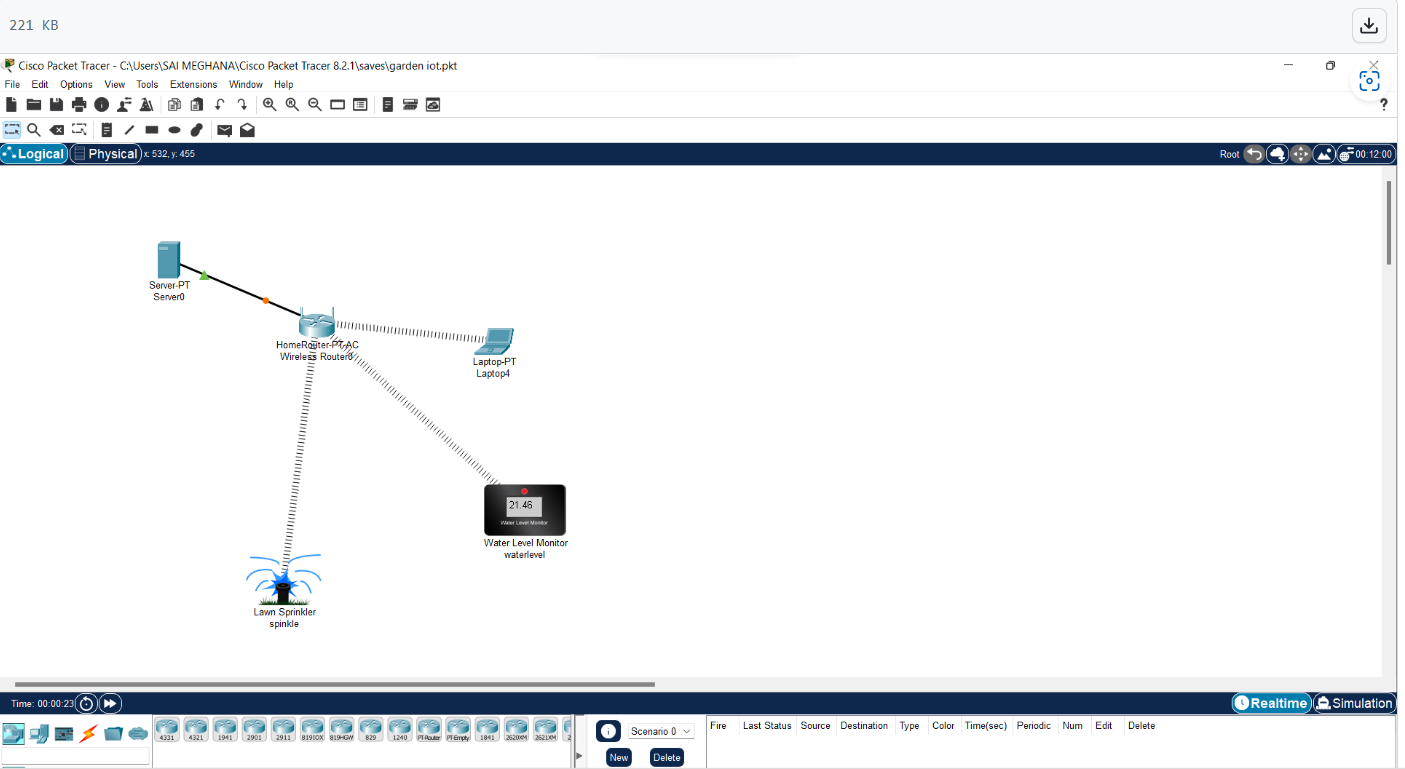 221 KB
Cisco Packet Tracer - C:\Users\SAI MEGHANA\Cisco Packet Tracer 8.2.1\saves\garden iot.pkt
File Edit Options View Tools Extensions Window Help
?
Logical Physical x: 532, y: 455 Root 00:12:00
Server-PT
Server0
HomeRouter-PT-AC
Wireless Router0
Laptop-PT
Laptop4
21.46
Water Level Monitor
Water Level Monitor
waterlevel
Lawn Sprinkler
spinkle
Time: 00:00:23 Realtime Simulation
4331 4321 1941 2901 2911 819IOX 819HGW 829 1240 PT-Router PT-Empty 1841 2620XM 2621XM 2
Scenario 0
New Delete
Fire Last Status Source Destination Type Color Time(sec) Periodic Num Edit Delete